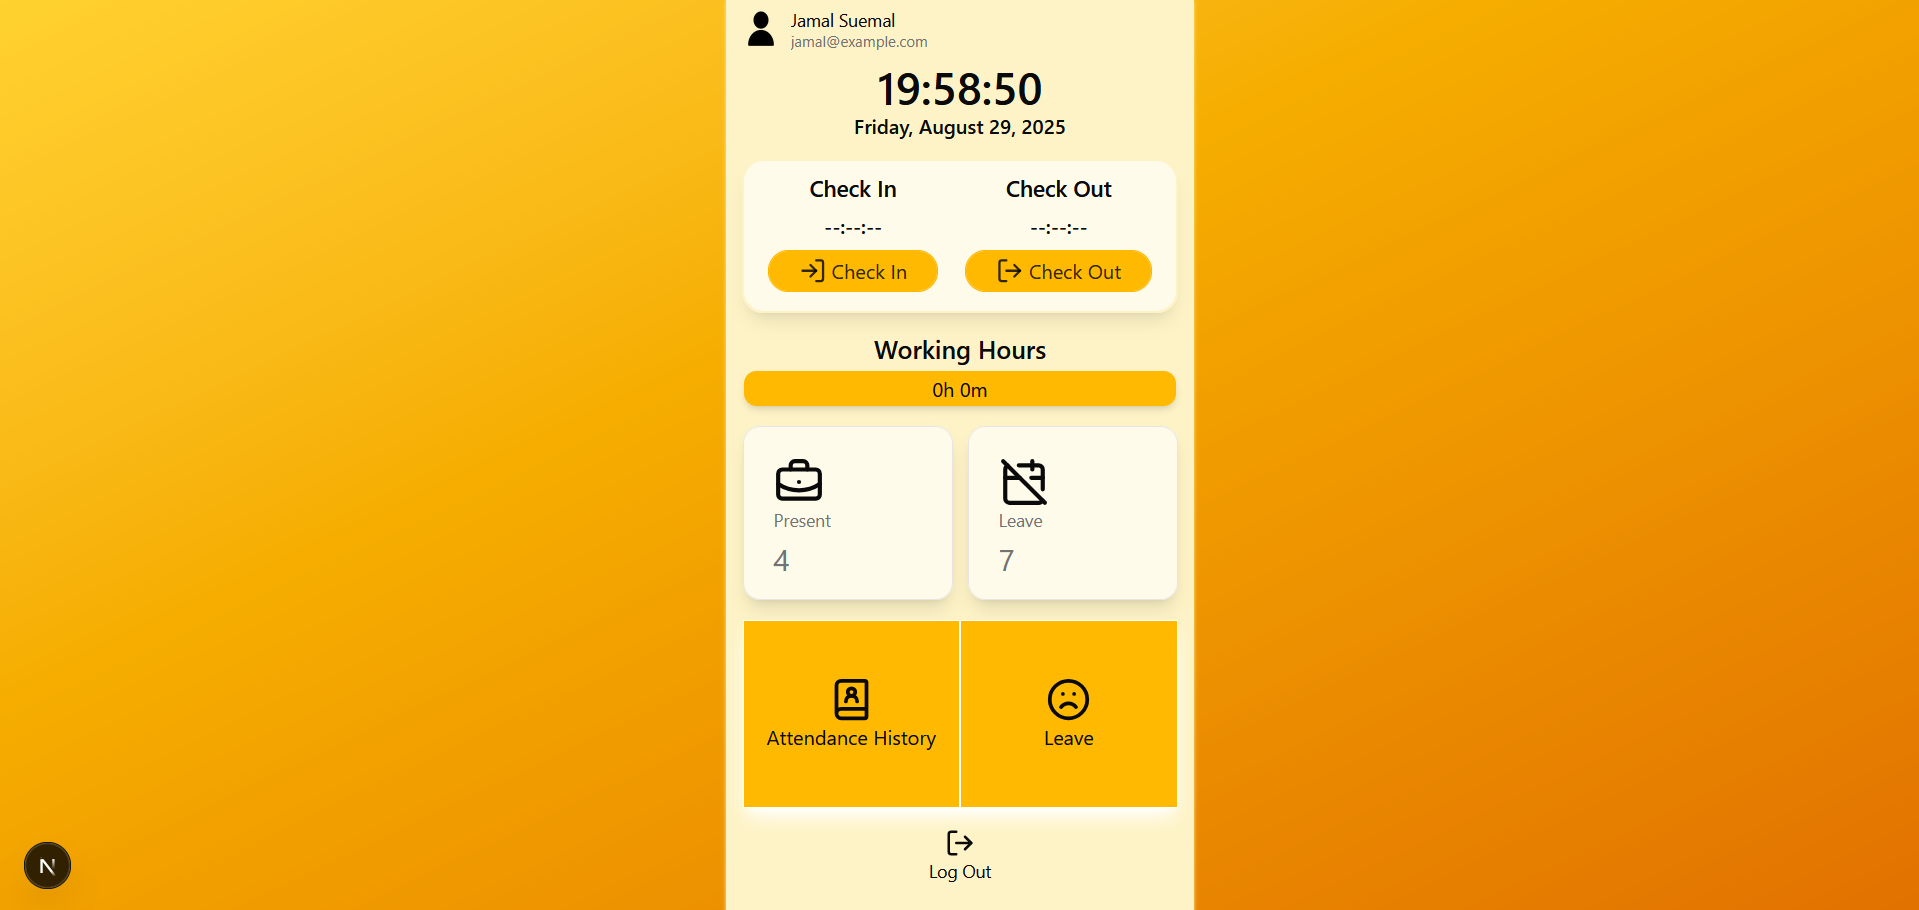 Jamal Suemal
jamal@example.com
19:58:50
Friday, August 29, 2025
Check In
Check Out
--:--:--
--:--:--
Check In
Check Out
Working Hours
0h 0m
Present
4
Leave
7
Attendance History
Leave
Log Out
N